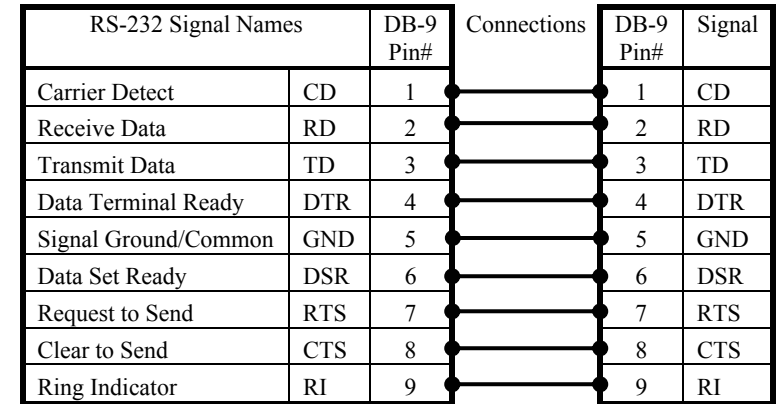 RS-232 Signal Names DB-9 Pin# Connections DB-9 Pin# Signal
Carrier Detect CD 1 1 CD
Receive Data RD 2 2 RD
Transmit Data TD 3 3 TD
Data Terminal Ready DTR 4 4 DTR
Signal Ground/Common GND 5 5 GND
Data Set Ready DSR 6 6 DSR
Request to Send RTS 7 7 RTS
Clear to Send CTS 8 8 CTS
Ring Indicator RI 9 9 RI